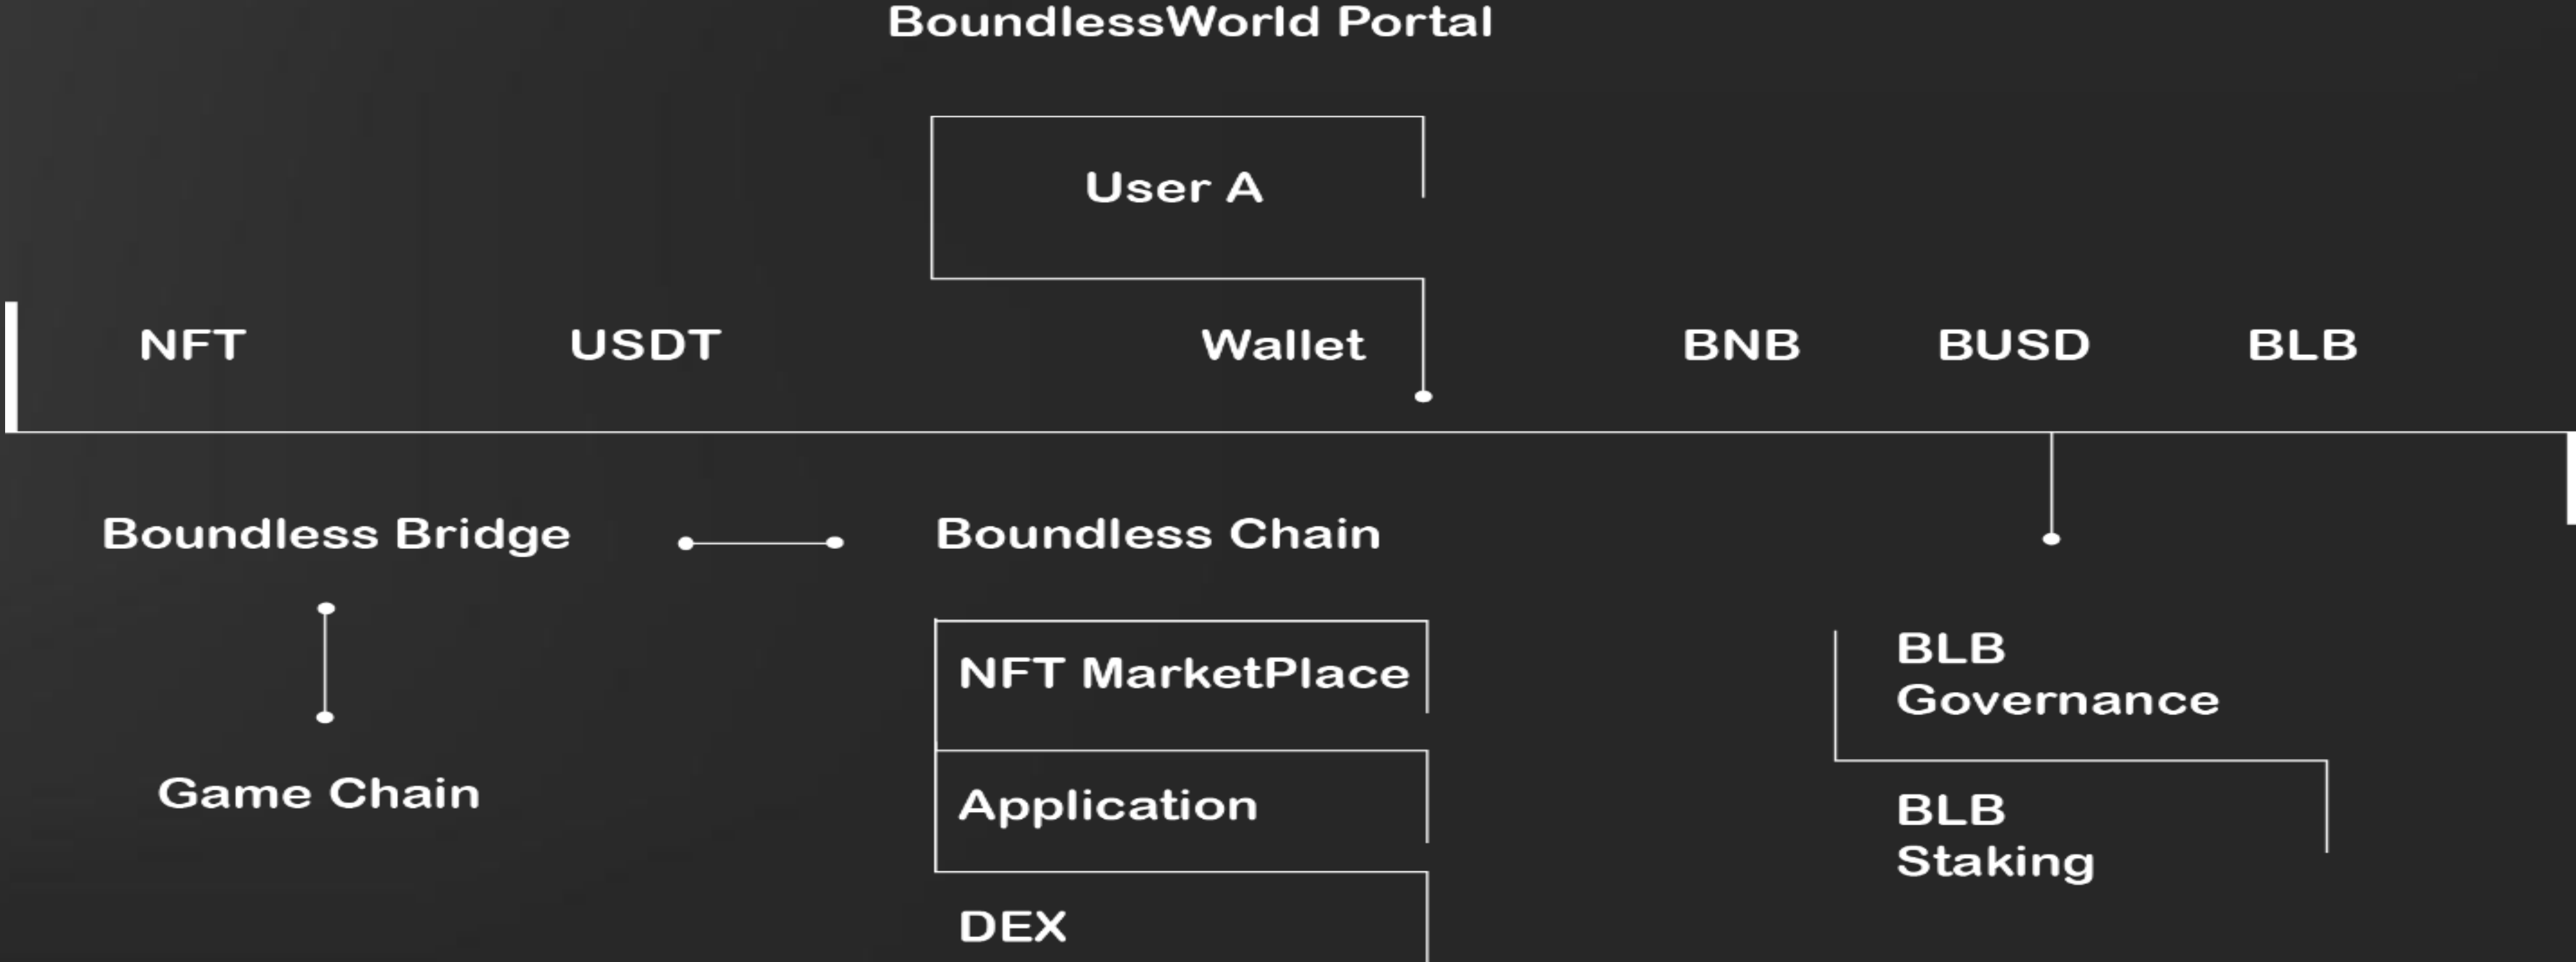 BoundlessWorld Portal
User A
NFT USDT Wallet BNB BUSD BLB
Boundless Bridge Boundless Chain
Game Chain
NFT MarketPlace
Application
DEX
BLB
Governance
BLB
Staking